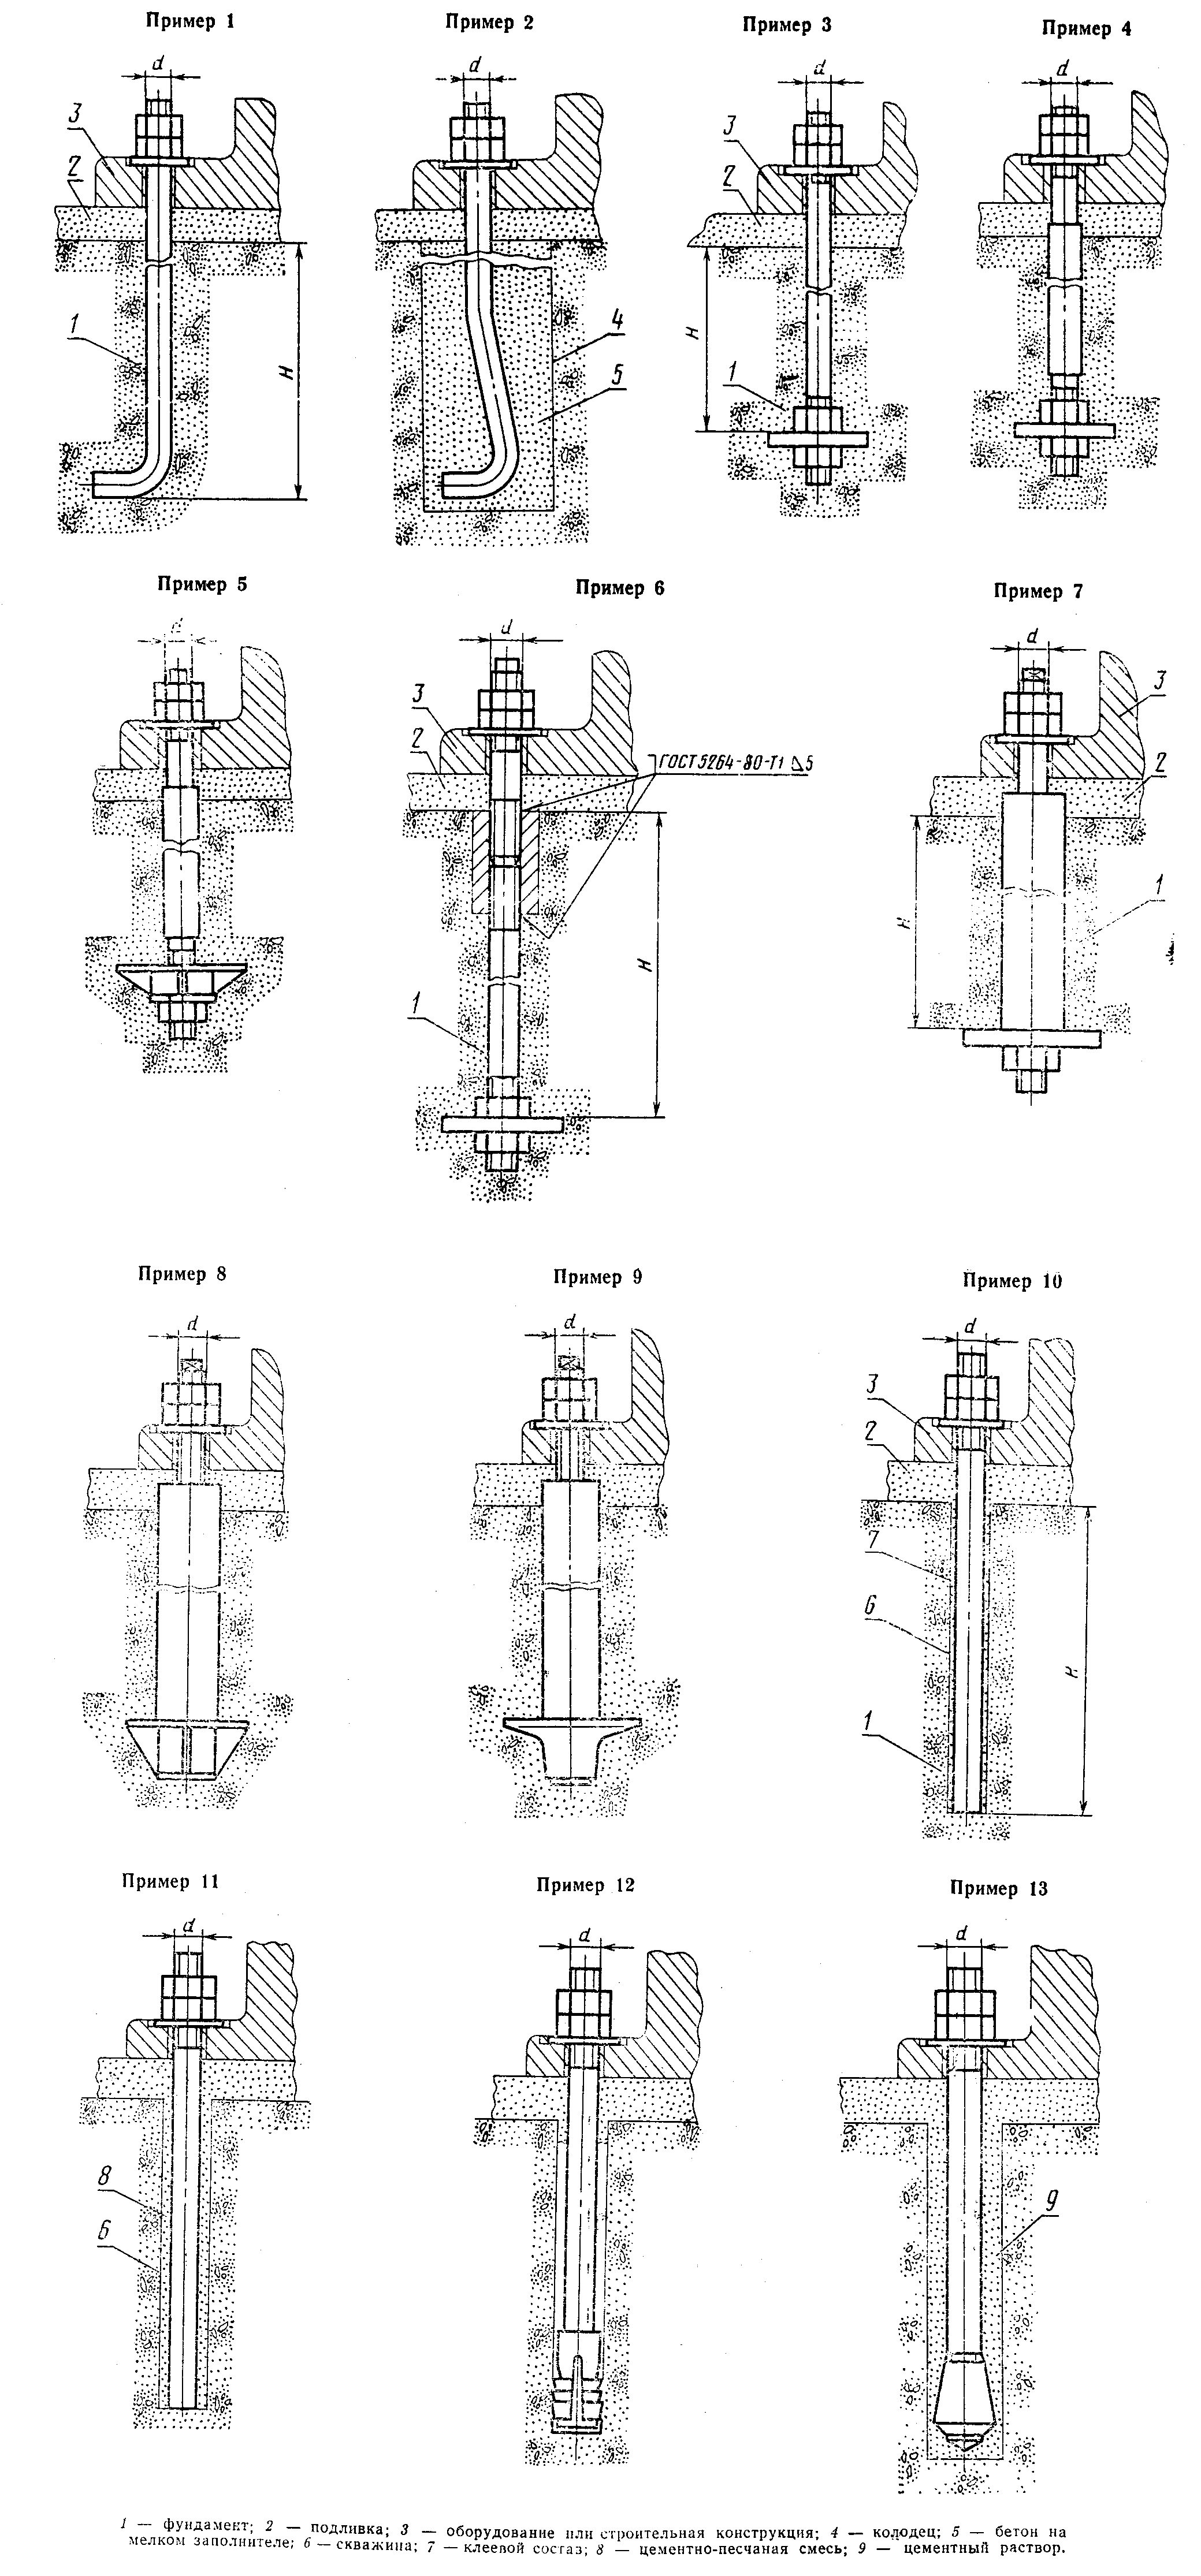 Пример 1
Пример 2
Пример 3
Пример 4
d
d
d
d
3
2
1
H
4
5
3
2
H
1
Пример 5
Пример 6
Пример 7
d
d
d
3
2
ГОСТ 5264-80-Т1 ◺5
1
H
3
2
1
H
Пример 8
Пример 9
Пример 10
d
d
d
3
2
7
6
1
H
Пример 11
Пример 12
Пример 13
d
d
d
8
6
9
1 — фундамент; 2 — подливка; 3 — оборудование или строительная конструкция; 4 — колодец; 5 — бетон на
мелком заполнителе; 6 — скважина; 7 — клеевой состав; 8 — цементно-песчаная смесь; 9 — цементный раствор.